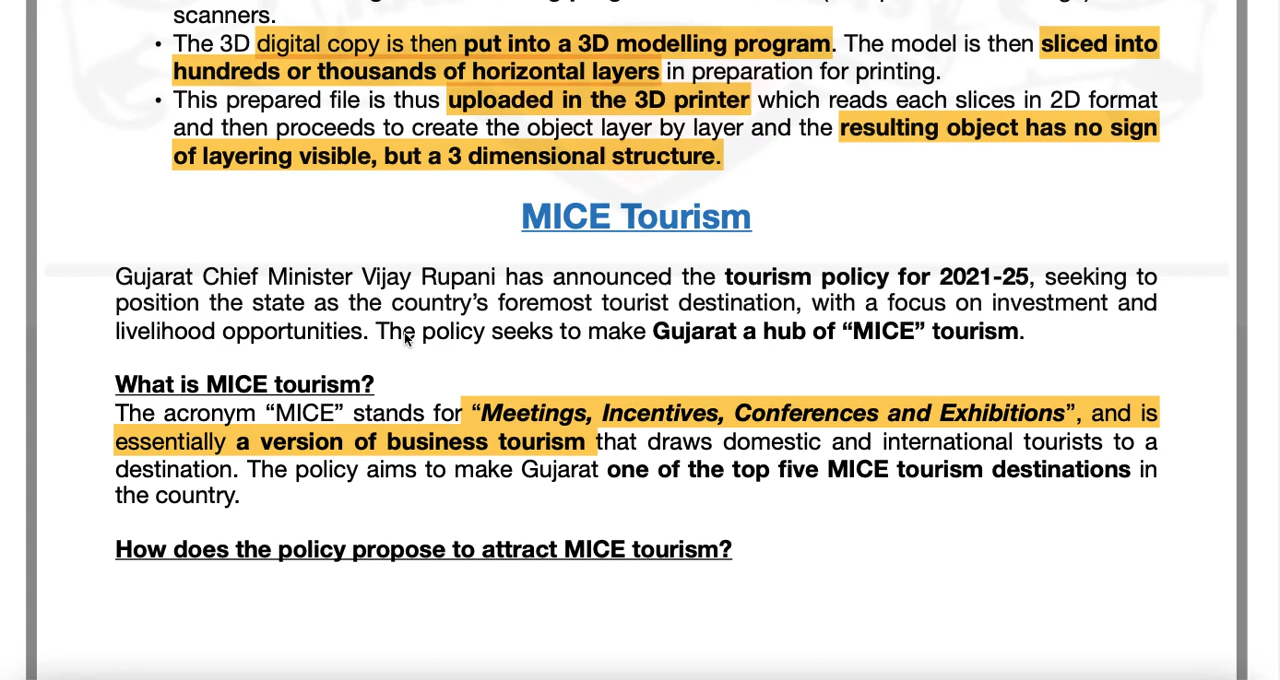 scanners.
• The 3D digital copy is then put into a 3D modelling program. The model is then sliced into
hundreds or thousands of horizontal layers in preparation for printing.
• This prepared file is thus uploaded in the 3D printer which reads each slices in 2D format
and then proceeds to create the object layer by layer and the resulting object has no sign
of layering visible, but a 3 dimensional structure.
MICE Tourism
Gujarat Chief Minister Vijay Rupani has announced the tourism policy for 2021-25, seeking to
position the state as the country’s foremost tourist destination, with a focus on investment and
livelihood opportunities. The policy seeks to make Gujarat a hub of “MICE” tourism.
What is MICE tourism?
The acronym “MICE” stands for “Meetings, Incentives, Conferences and Exhibitions”, and is
essentially a version of business tourism that draws domestic and international tourists to a
destination. The policy aims to make Gujarat one of the top five MICE tourism destinations in
the country.
How does the policy propose to attract MICE tourism?